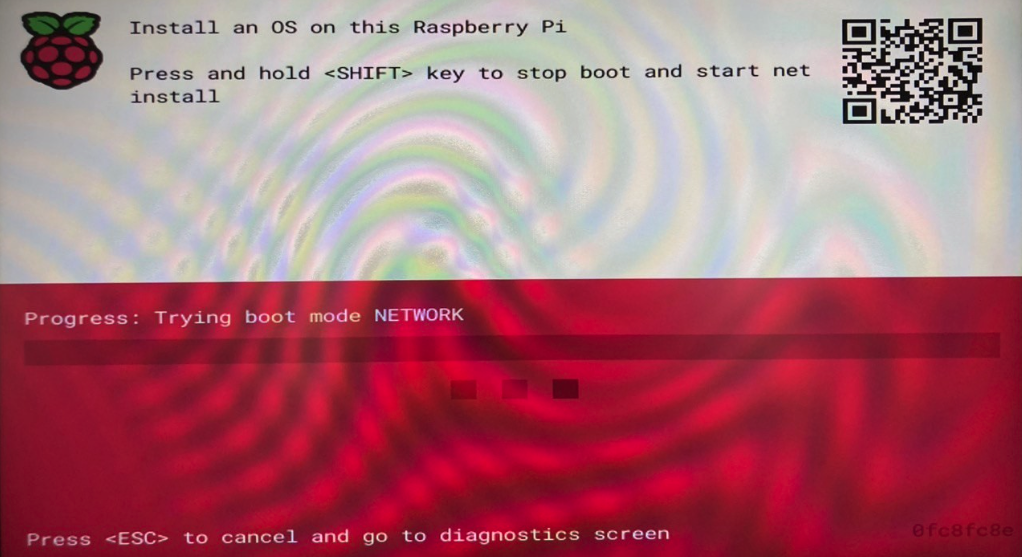 Install an OS on this Raspberry Pi
Press and hold <SHIFT> key to stop boot and start net
install
Progress: Trying boot mode NETWORK
Press <ESC> to cancel and go to diagnostics screen
0fc8fc8e